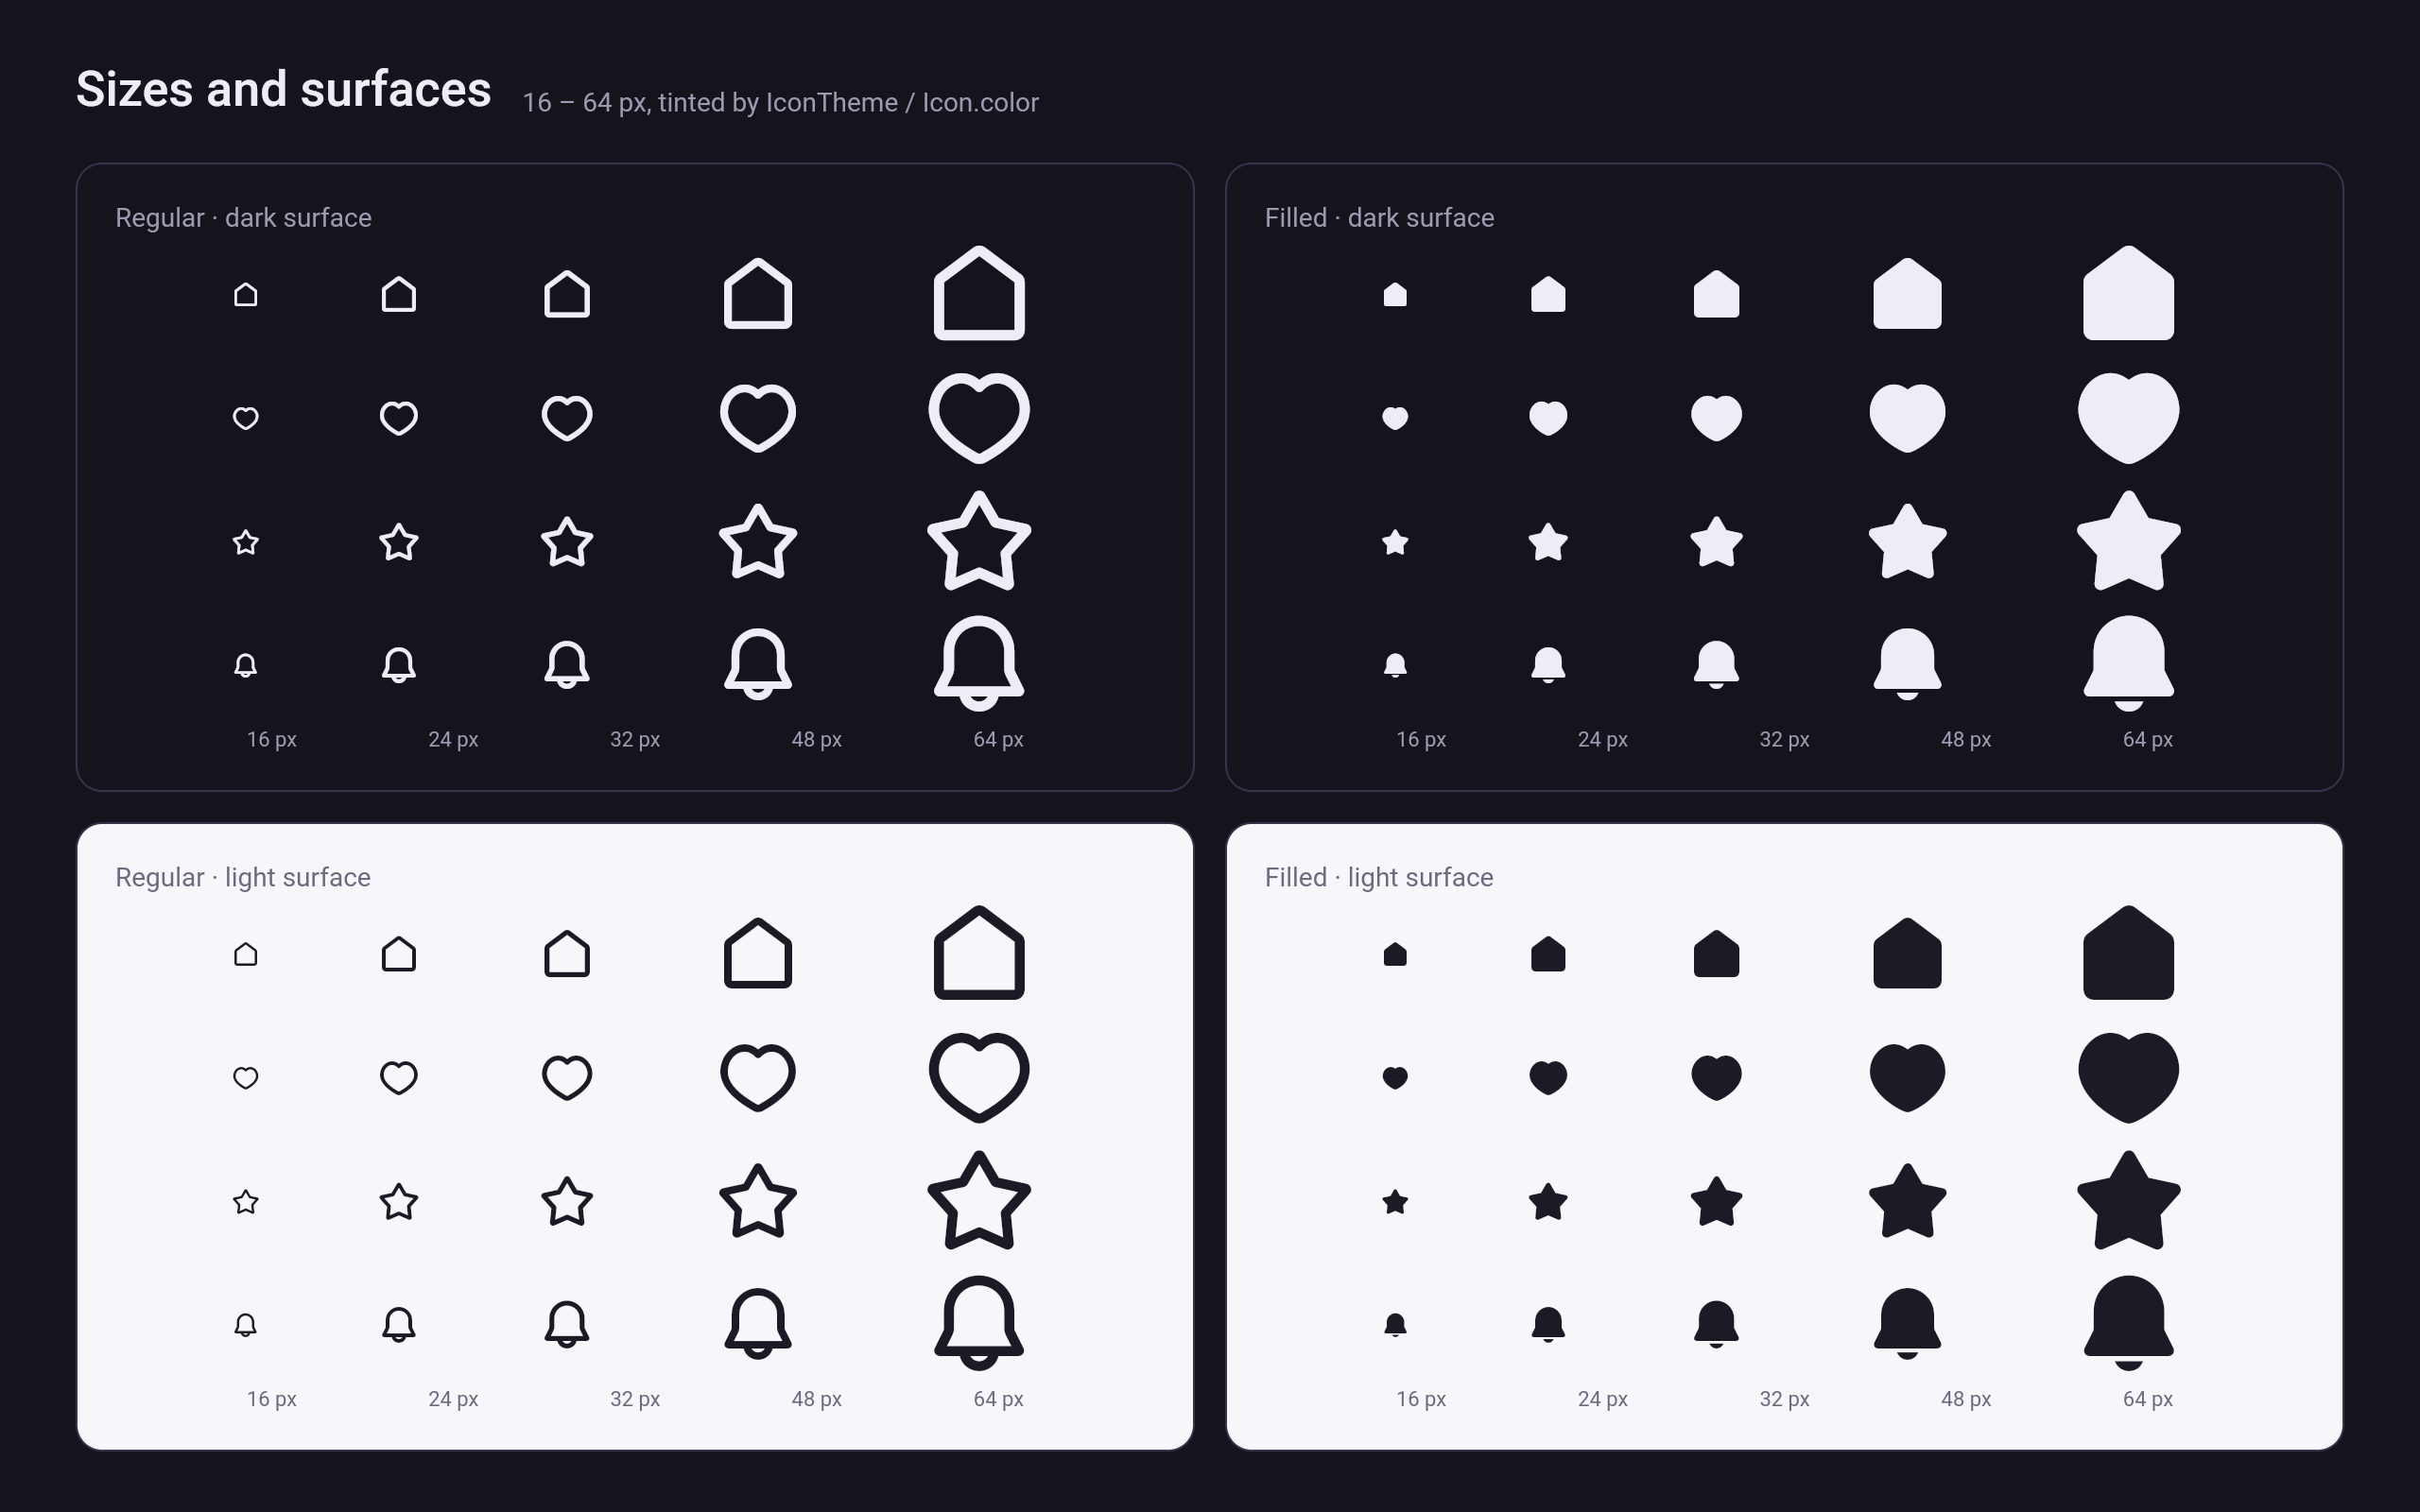 Sizes and surfaces
16 – 64 px, tinted by IconTheme / Icon.color
Regular · dark surface
16 px 24 px 32 px 48 px 64 px
Filled · dark surface
16 px 24 px 32 px 48 px 64 px
Regular · light surface
16 px 24 px 32 px 48 px 64 px
Filled · light surface
16 px 24 px 32 px 48 px 64 px